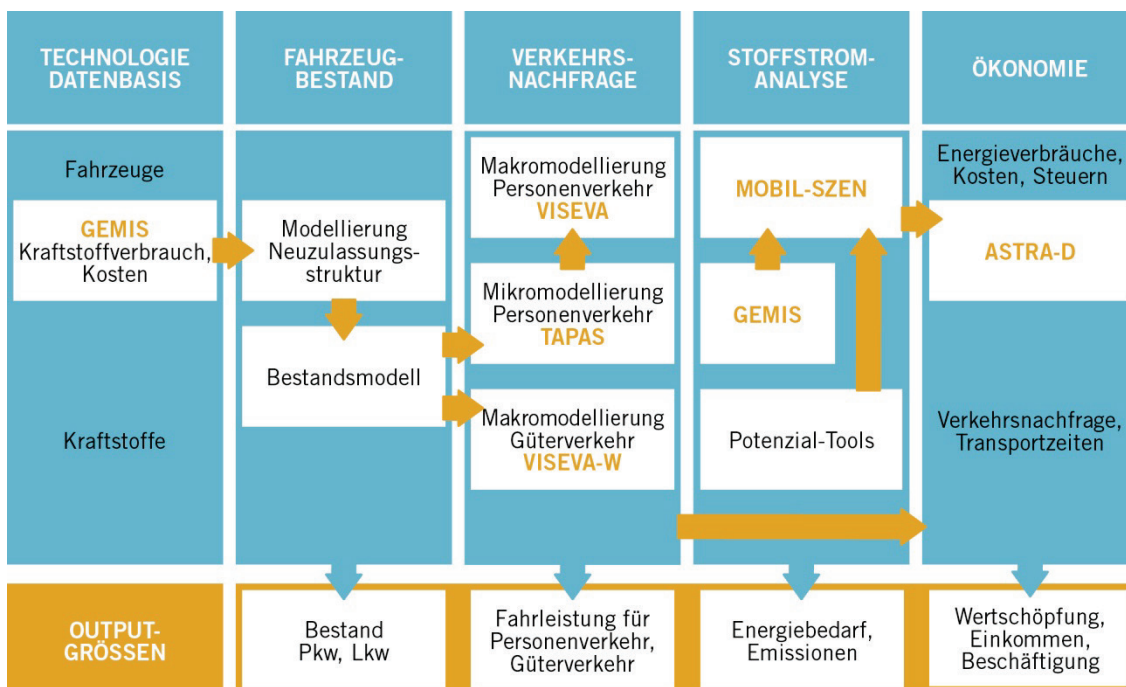 TECHNOLOGIE
DATENBASIS
FAHRZEUG-
BESTAND
VERKEHRS-
NACHFRAGE
STOFFSTROM-
ANALYSE
ÖKONOMIE
Fahrzeuge
GEMIS
Kraftstoffverbrauch,
Kosten
Kraftstoffe
Modellierung
Neuzulassungs-
struktur
Bestandsmodell
Makromodellierung
Personenverkehr
VISEVA
Mikromodellierung
Personenverkehr
TAPAS
Makromodellierung
Güterverkehr
VISEVA-W
MOBIL-SZEN
GEMIS
Potenzial-Tools
Energieverbräuche,
Kosten, Steuern
ASTRA-D
Verkehrsnachfrage,
Transportzeiten
OUTPUT-
GRÖSSEN
Bestand
Pkw, Lkw
Fahrleistung für
Personenverkehr,
Güterverkehr
Energiebedarf,
Emissionen
Wertschöpfung,
Einkommen,
Beschäftigung